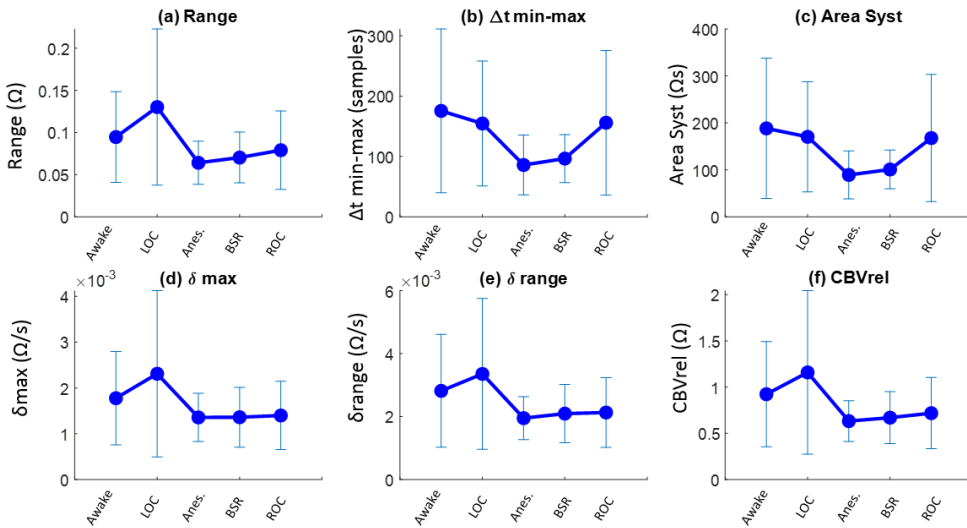 (a) Range
Range (Ω)
0.2
0.15
0.1
0.05
0
Awake
LOC
Anes.
BSR
ROC
(b) Δt min-max
Δt min-max (samples)
300
200
100
0
Awake
LOC
Anes.
BSR
ROC
(c) Area Syst
Area Syst (Ωs)
400
300
200
100
0
Awake
LOC
Anes.
BSR
ROC
(d) δ max
×10⁻³
δmax (Ω/s)
4
3
2
1
0
Awake
LOC
Anes.
BSR
ROC
(e) δ range
×10⁻³
δrange (Ω/s)
6
4
2
0
Awake
LOC
Anes.
BSR
ROC
(f) CBVrel
CBVrel (Ω)
2
1.5
1
0.5
0
Awake
LOC
Anes.
BSR
ROC